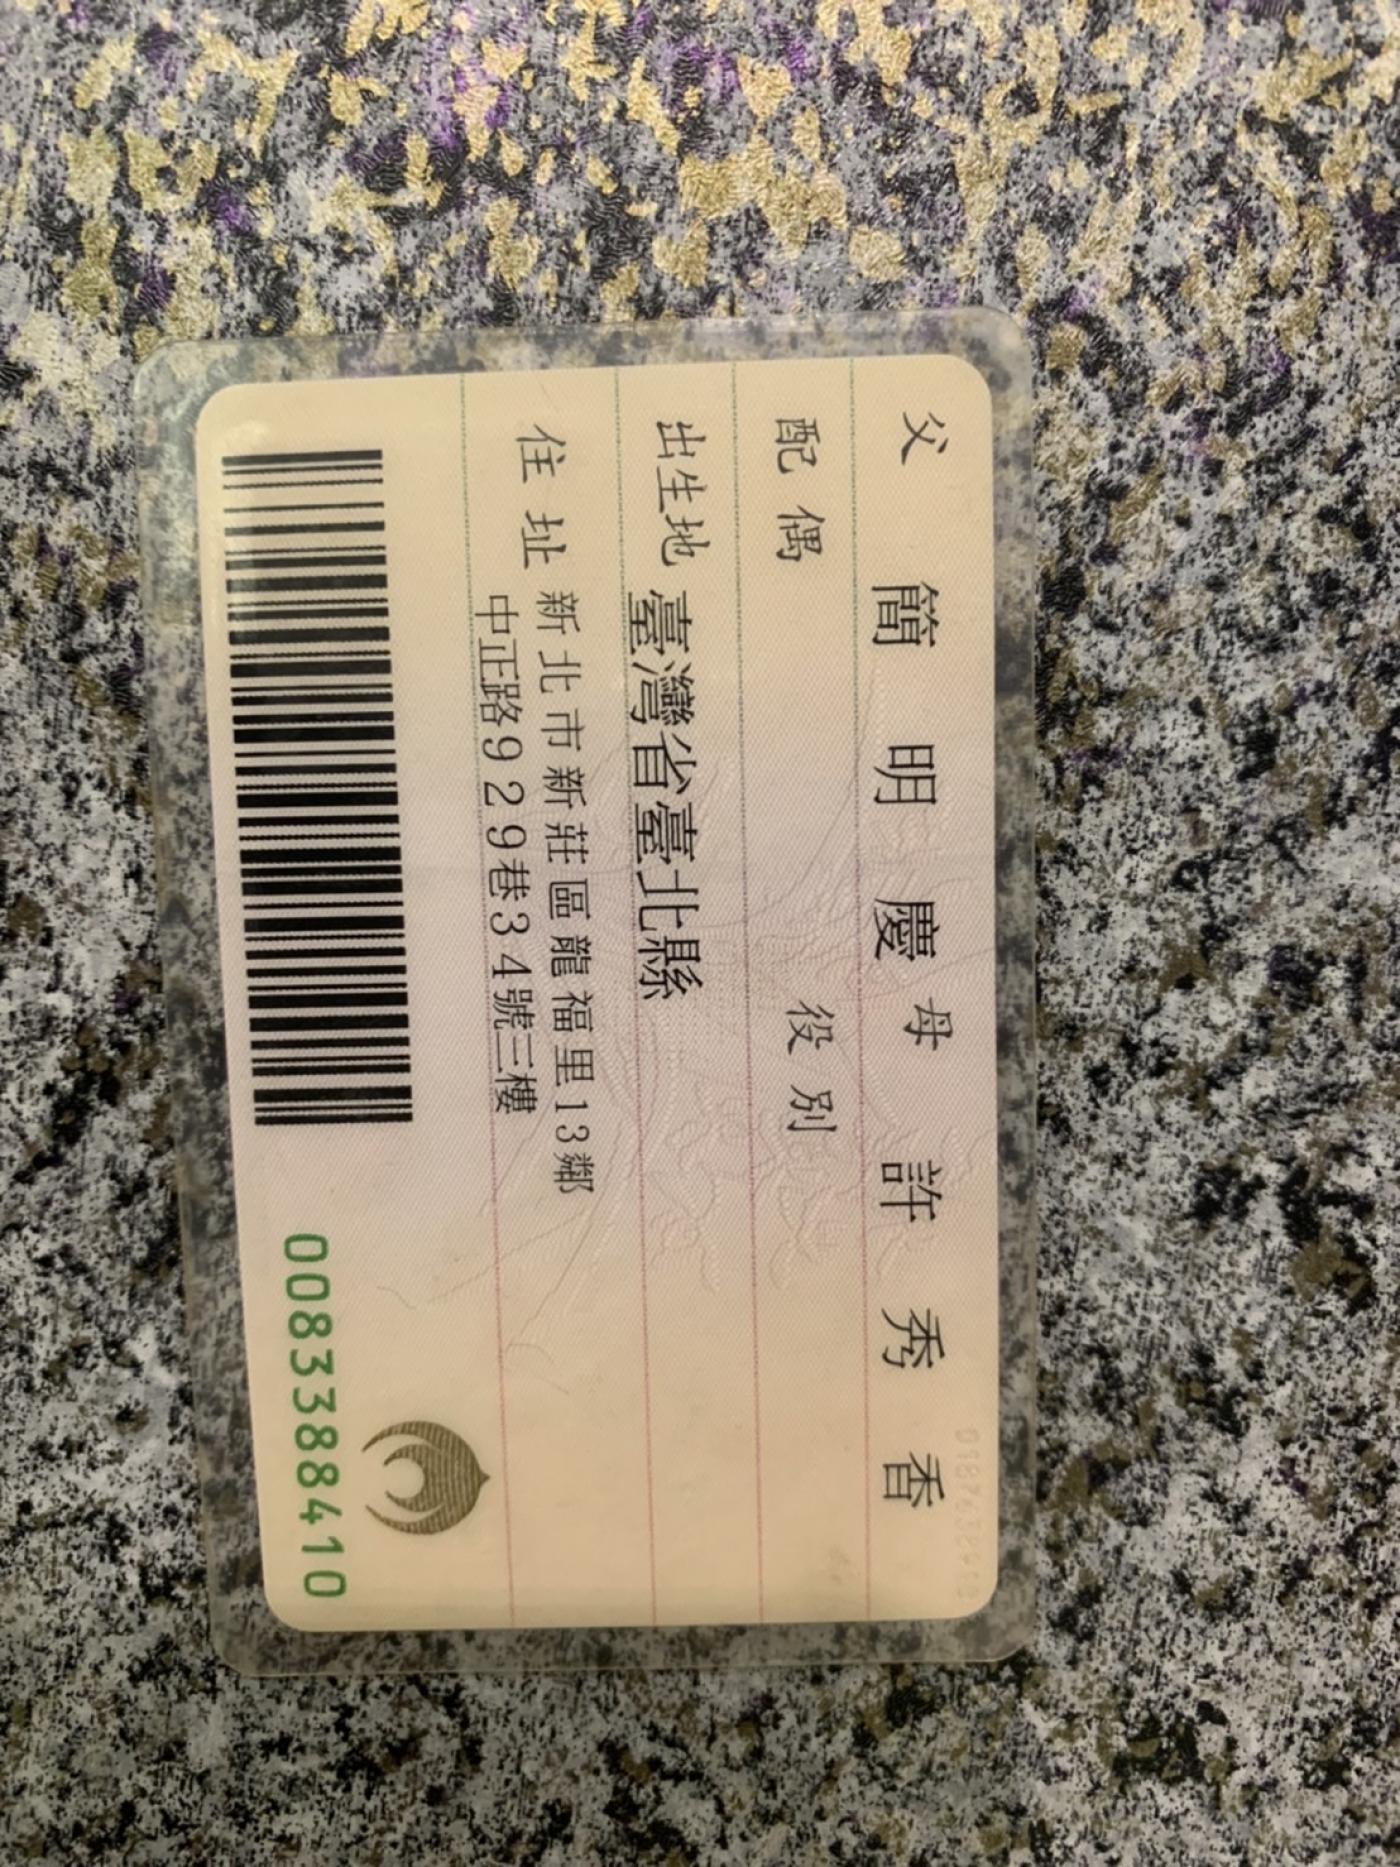 父 簡明慶 母 許秀香
配偶 役別
出生地 臺灣省臺北縣
住址 新北市新莊區龍福里13鄰
中正路929巷34號三樓
0083388410